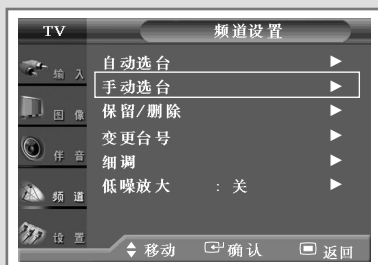 TV 频道设置
输入
图像
伴音
频道
设置
自动选台
手动选台
保留/删除
变更台号
细调
低噪放大 : 关
移动 确认 返回